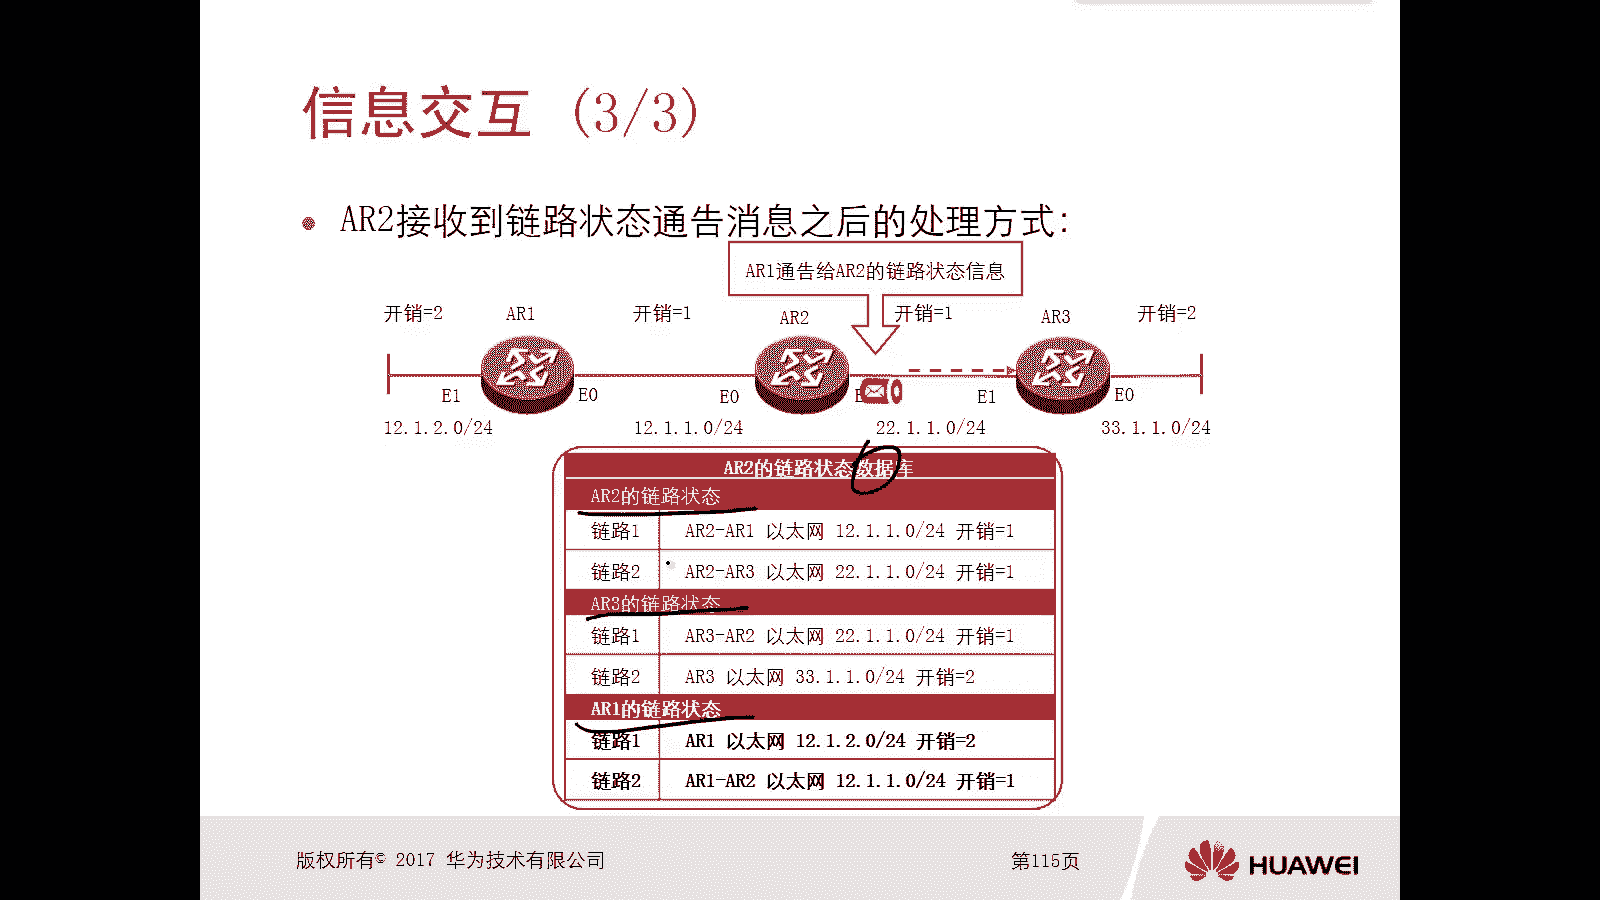 信息交互 (3/3)
AR2接收到链路状态通告消息之后的处理方式：
AR1通告给AR2的链路状态信息
开销=2 AR1 开销=1 AR2 开销=1 AR3 开销=2
E1 E0 E0 E1 E0
12.1.2.0/24 12.1.1.0/24 22.1.1.0/24 33.1.1.0/24
AR2的链路状态数据库
AR2的链路状态
链路1 AR2-AR1 以太网 12.1.1.0/24 开销=1
链路2 AR2-AR3 以太网 22.1.1.0/24 开销=1
AR3的链路状态
链路1 AR3-AR2 以太网 22.1.1.0/24 开销=1
链路2 AR3 以太网 33.1.1.0/24 开销=2
AR1的链路状态
链路1 AR1 以太网 12.1.2.0/24 开销=2
链路2 AR1-AR2 以太网 12.1.1.0/24 开销=1
版权所有© 2017 华为技术有限公司 第115页 HUAWEI